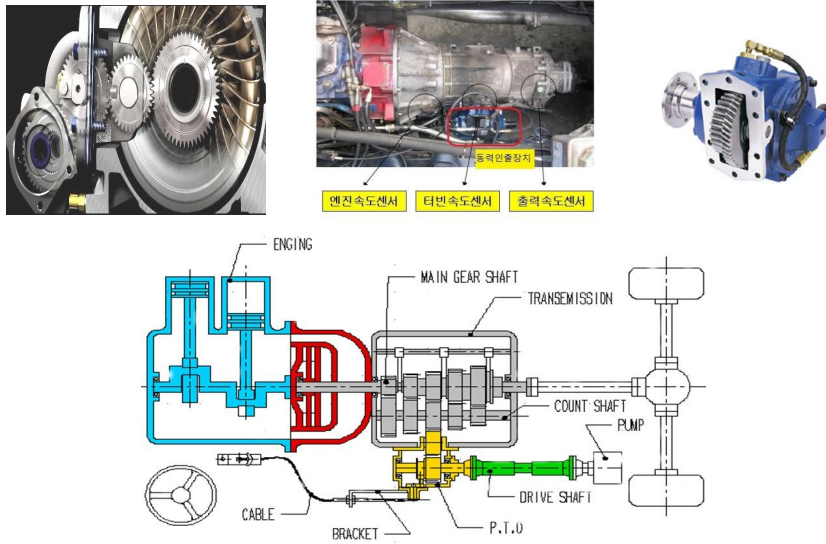 동력인출장치
엔진속도센서
터빈속도센서
출력속도센서
ENGING
MAIN GEAR SHAFT
TRANSEMISSION
COUNT SHAFT
PUMP
DRIVE SHAFT
P.T.O
CABLE
BRACKET